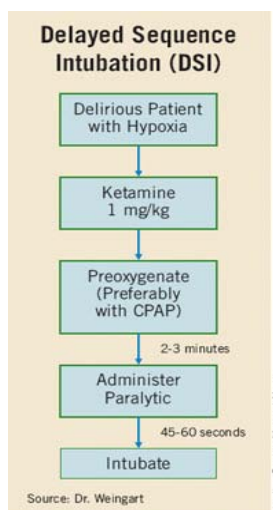 Delayed Sequence
Intubation (DSI)
Delirious Patient
with Hypoxia
Ketamine
1 mg/kg
Preoxygenate
(Preferably
with CPAP)
2-3 minutes
Administer
Paralytic
45-60 seconds
Intubate
Source: Dr. Weingart